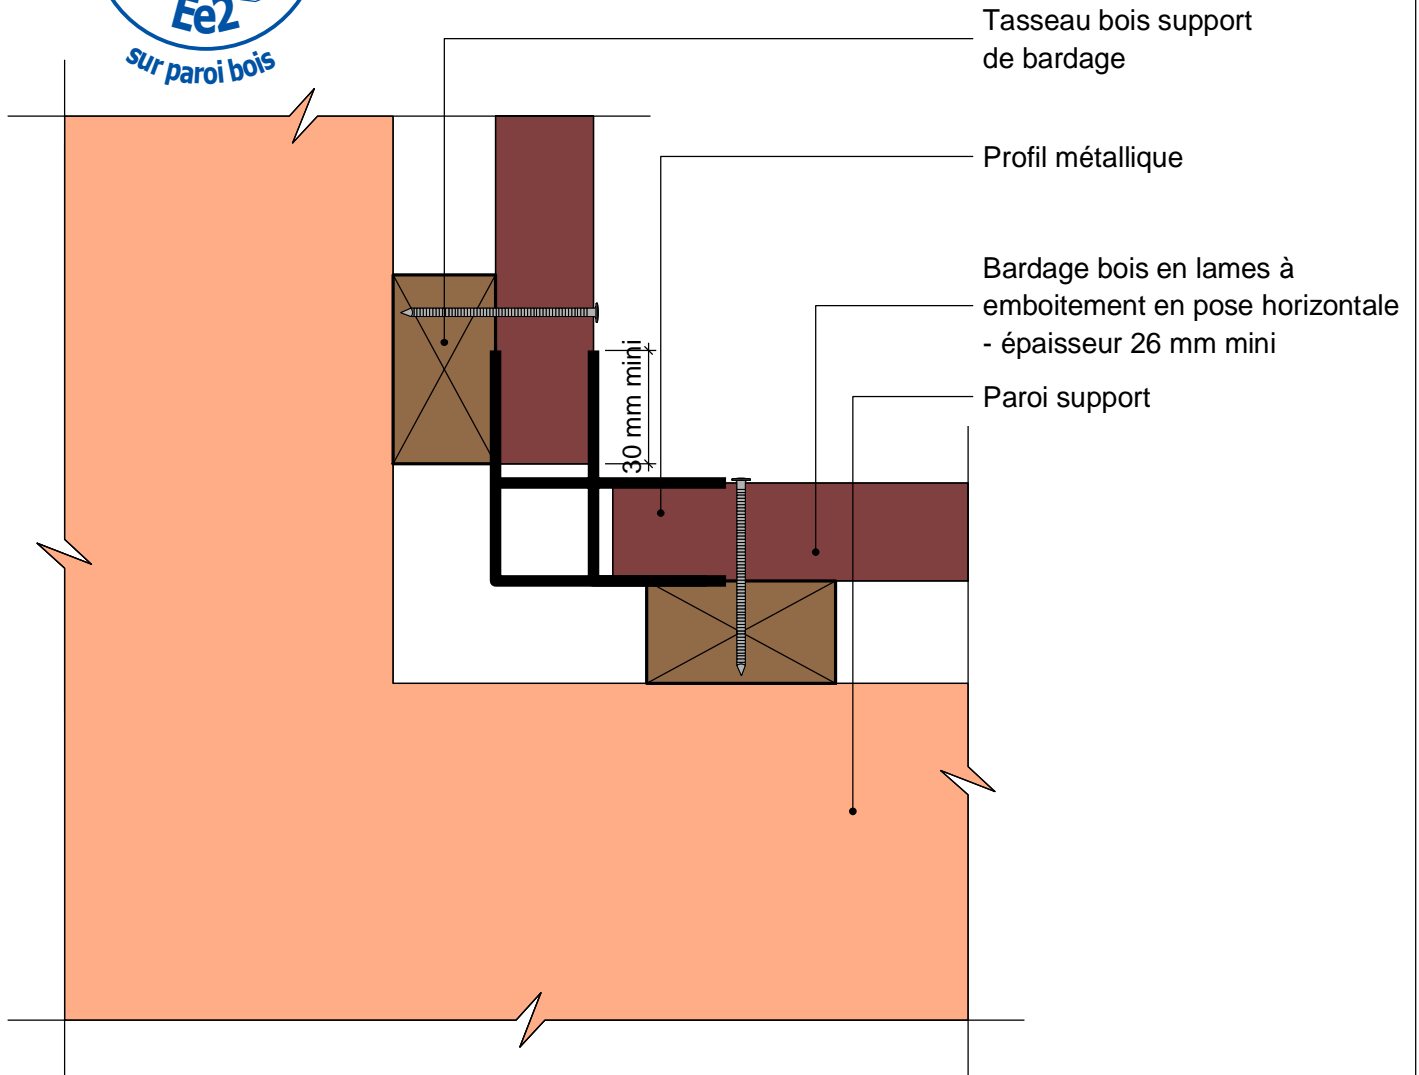 Ee2
sur paroi bois
Tasseau bois support
de bardage
Profil métallique
Bardage bois en lames à
emboitement en pose horizontale
- épaisseur 26 mm mini
Paroi support
30 mm mini